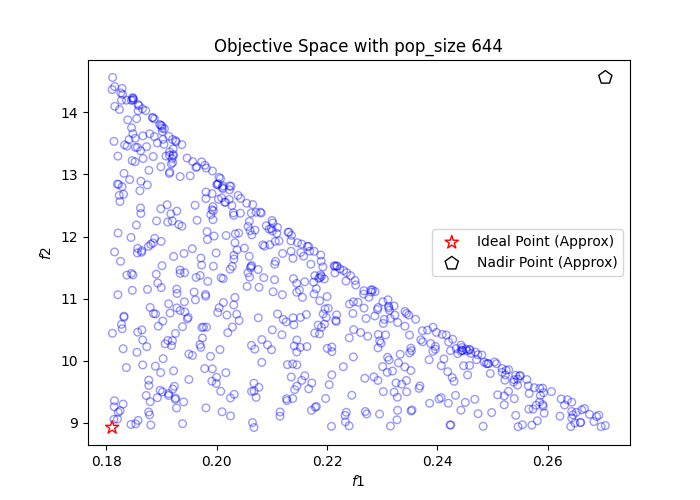 Objective Space with pop_size 644
14
13
12
11
10
9
f2
Ideal Point (Approx)
Nadir Point (Approx)
0.18 0.20 0.22 0.24 0.26
f1